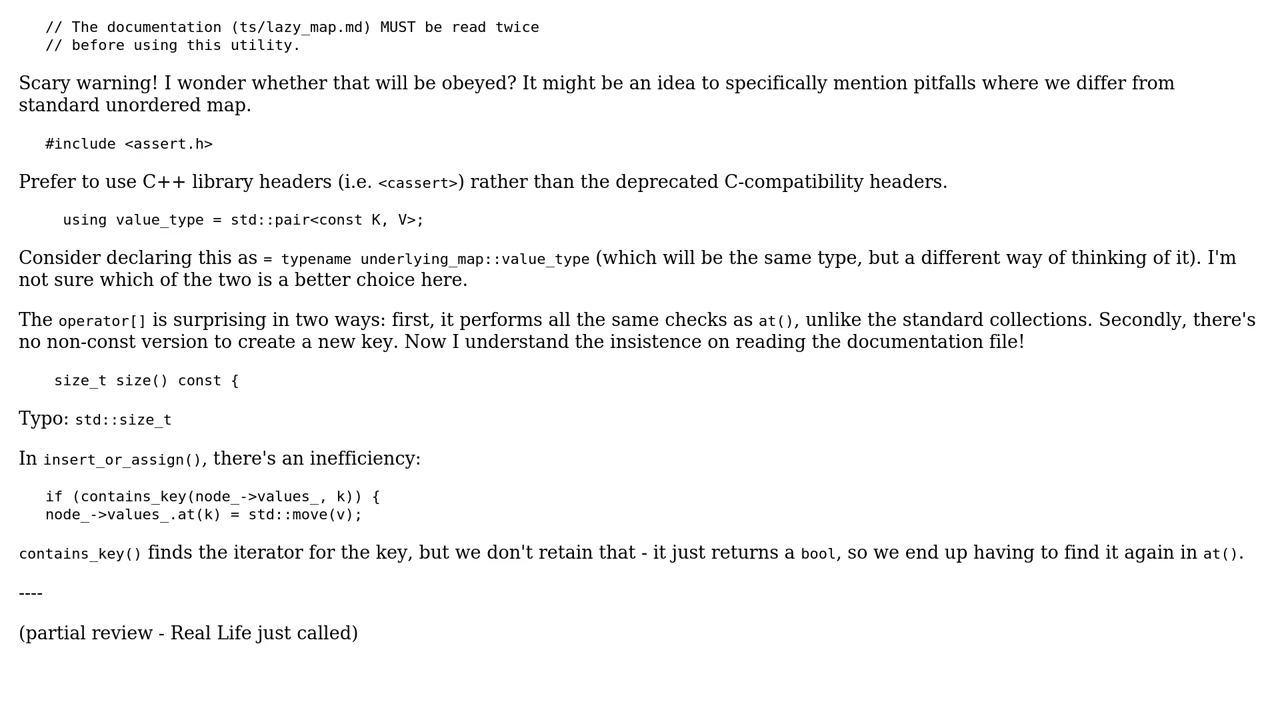 // The documentation (ts/lazy_map.md) MUST be read twice
// before using this utility.
Scary warning! I wonder whether that will be obeyed? It might be an idea to specifically mention pitfalls where we differ from
standard unordered map.
#include <assert.h>
Prefer to use C++ library headers (i.e. <cassert>) rather than the deprecated C-compatibility headers.
using value_type = std::pair<const K, V>;
Consider declaring this as = typename underlying_map::value_type (which will be the same type, but a different way of thinking of it). I'm
not sure which of the two is a better choice here.
The operator[] is surprising in two ways: first, it performs all the same checks as at(), unlike the standard collections. Secondly, there's
no non-const version to create a new key. Now I understand the insistence on reading the documentation file!
size_t size() const {
Typo: std::size_t
In insert_or_assign(), there's an inefficiency:
if (contains_key(node_->values_, k)) {
node_->values_.at(k) = std::move(v);
contains_key() finds the iterator for the key, but we don't retain that - it just returns a bool, so we end up having to find it again in at().
----
(partial review - Real Life just called)